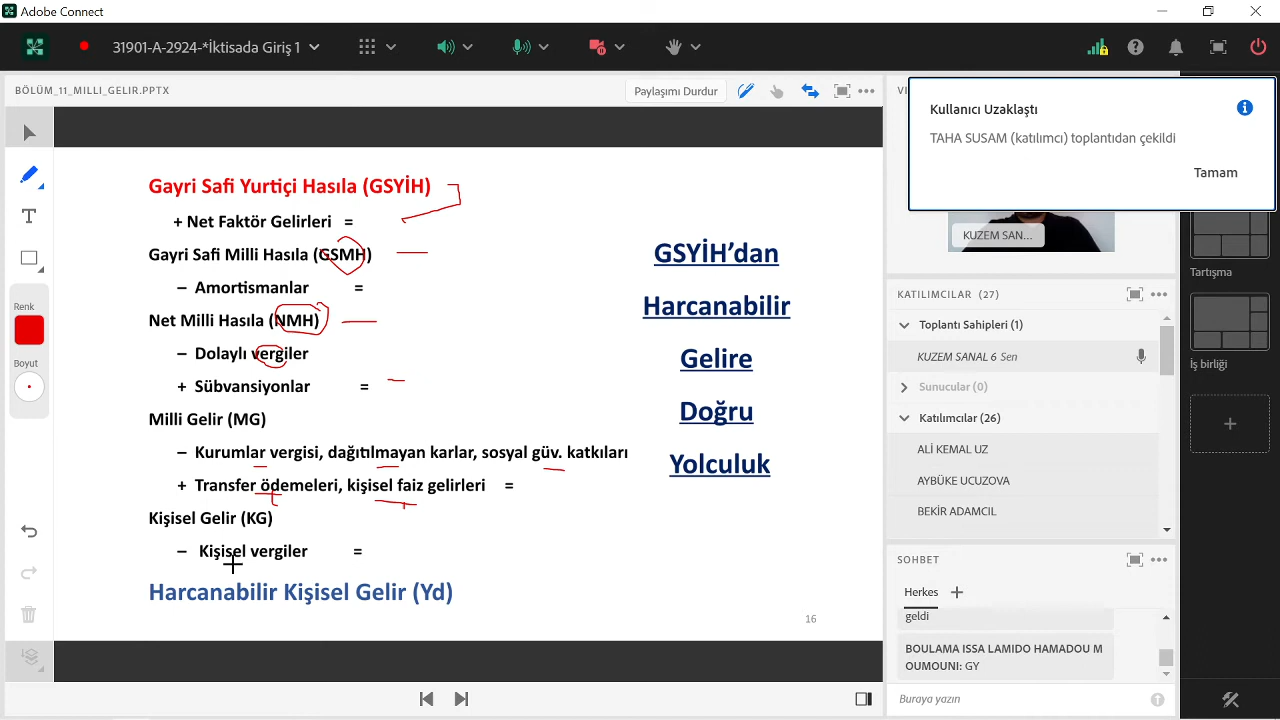 Adobe Connect
31901-A-2924-*İktisada Giriş 1
BÖLÜM_11_MILLI_GELIR.PPTX
Paylaşımı Durdur
Renk
Boyut
Gayri Safi Yurtiçi Hasıla (GSYİH)
+ Net Faktör Gelirleri =
Gayri Safi Milli Hasıla (GSMH)
– Amortismanlar =
Net Milli Hasıla (NMH)
– Dolaylı vergiler
+ Sübvansiyonlar =
Milli Gelir (MG)
– Kurumlar vergisi, dağıtılmayan karlar, sosyal güv. katkıları
+ Transfer ödemeleri, kişisel faiz gelirleri =
Kişisel Gelir (KG)
– Kişisel vergiler =
Harcanabilir Kişisel Gelir (Yd)
GSYİH’dan
Harcanabilir
Gelire
Doğru
Yolculuk
16
Kullanıcı Uzaklaştı
TAHA SUSAM (katılımcı) toplantıdan çekildi
Tamam
KUZEM SAN...
KATILIMCILAR (27)
Toplantı Sahipleri (1)
KUZEM SANAL 6 Sen
Sunucular (0)
Katılımcılar (26)
ALİ KEMAL UZ
AYBÜKE UCUZOVA
BEKİR ADAMCIL
SOHBET
Herkes
geldi
BOULAMA ISSA LAMIDO HAMADOU M
OUMOUNI: GY
Buraya yazın
Tartışma
İş birliği